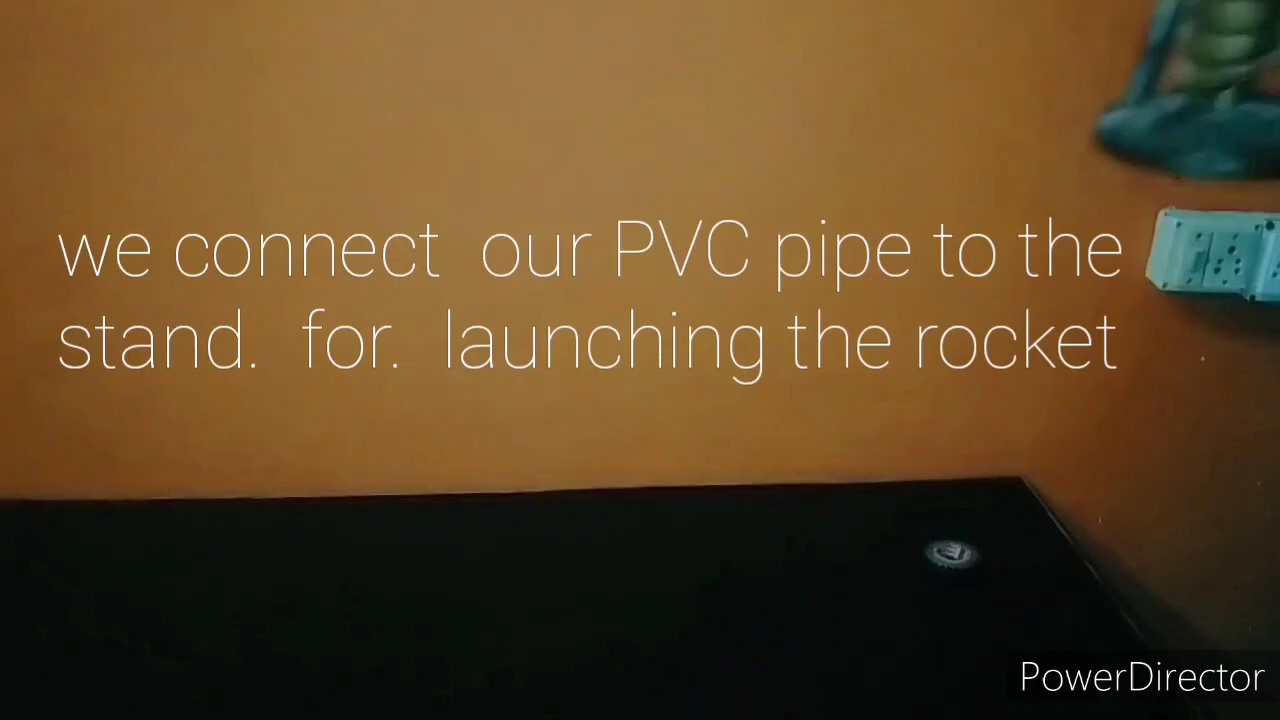 we connect  our PVC pipe to the
stand.  for.  launching the rocket
PowerDirector